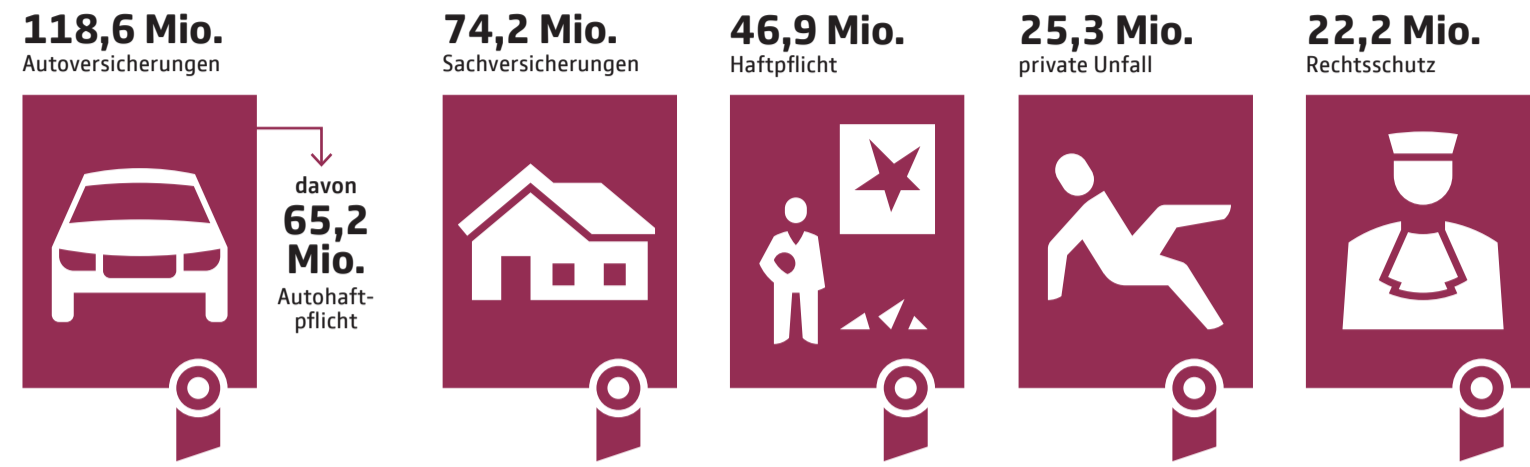 118,6 Mio.
Autoversicherungen
davon
65,2
Mio.
Autohaft-
pflicht
74,2 Mio.
Sachversicherungen
46,9 Mio.
Haftpflicht
25,3 Mio.
private Unfall
22,2 Mio.
Rechtsschutz